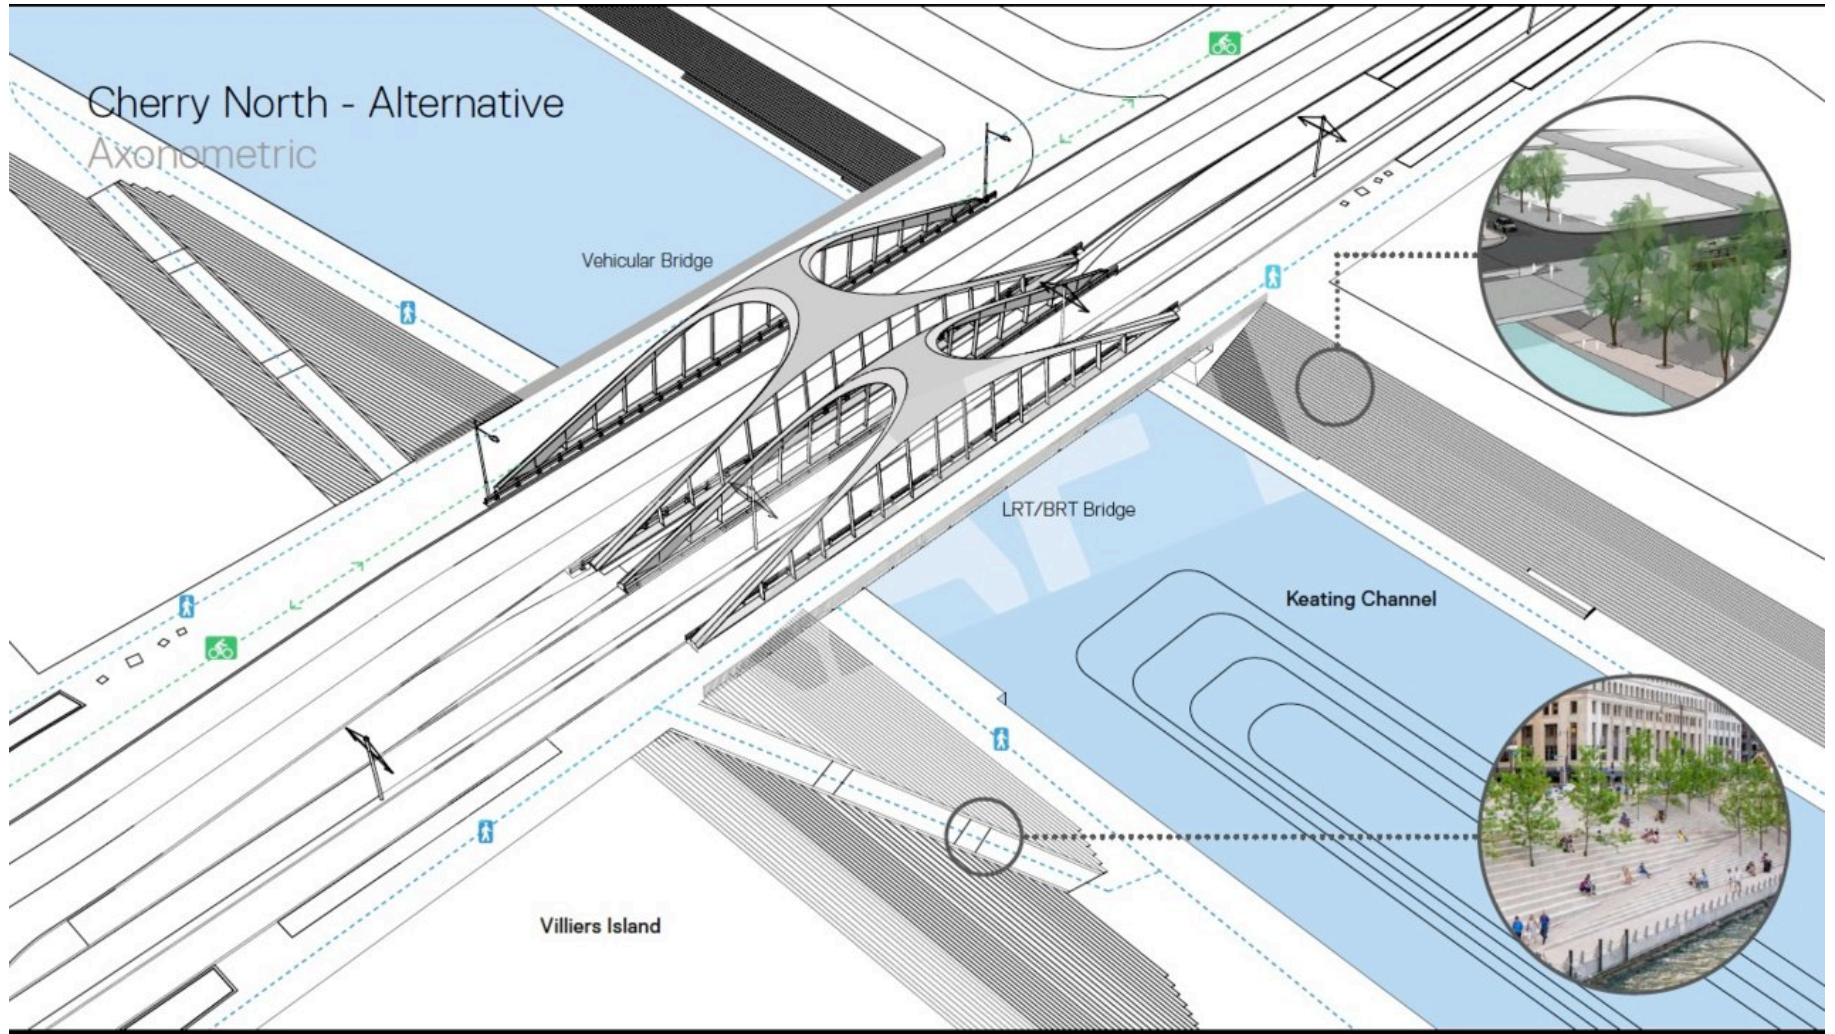 Cherry North - Alternative
Axonometric
Vehicular Bridge
LRT/BRT Bridge
Keating Channel
Villiers Island